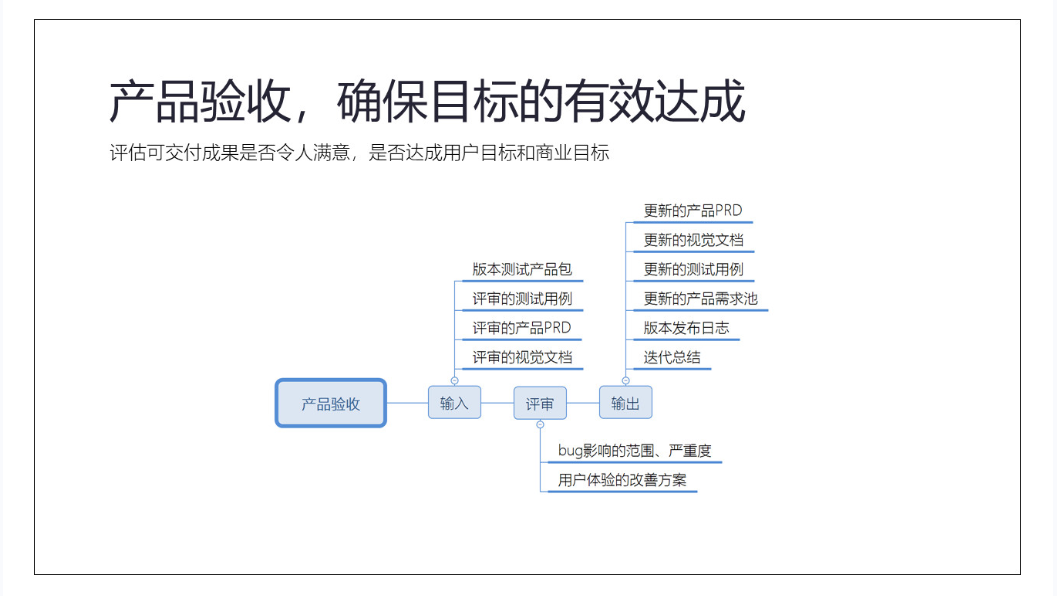 产品验收，确保目标的有效达成
评估可交付成果是否令人满意，是否达成用户目标和商业目标
产品验收
输入
版本测试产品包
评审的测试用例
评审的产品PRD
评审的视觉文档
评审
bug影响的范围、严重度
用户体验的改善方案
输出
更新的产品PRD
更新的视觉文档
更新的测试用例
更新的产品需求池
版本发布日志
迭代总结